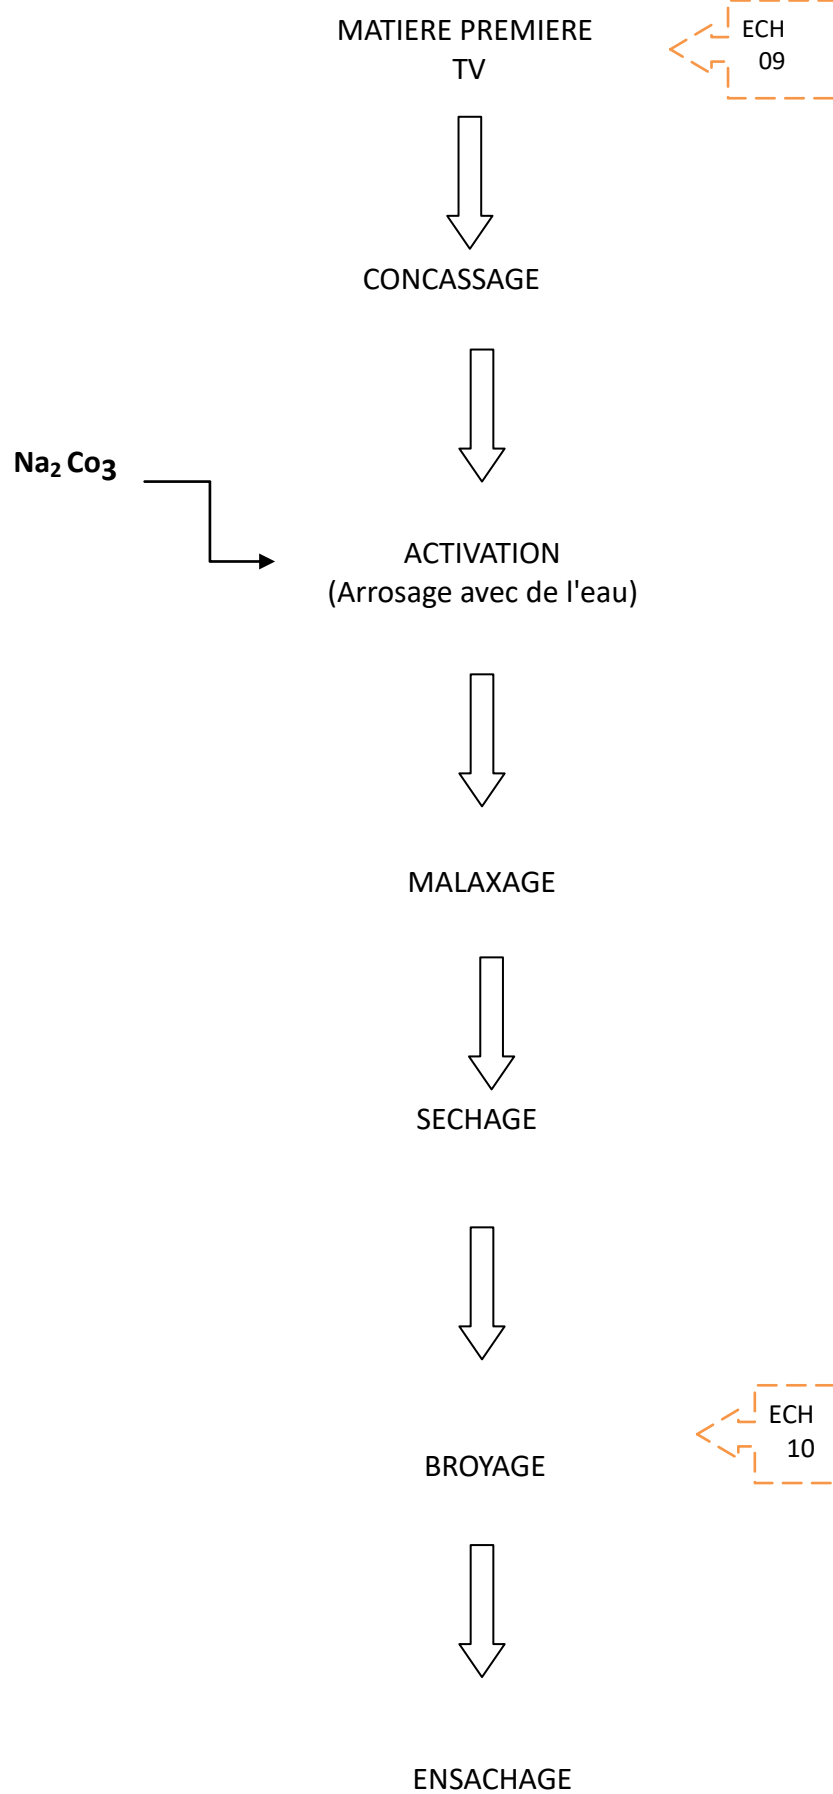 MATIERE PREMIERE
TV
ECH
09
CONCASSAGE
Na₂ Co₃
ACTIVATION
(Arrosage avec de l'eau)
MALAXAGE
SECHAGE
ECH
10
BROYAGE
ENSACHAGE